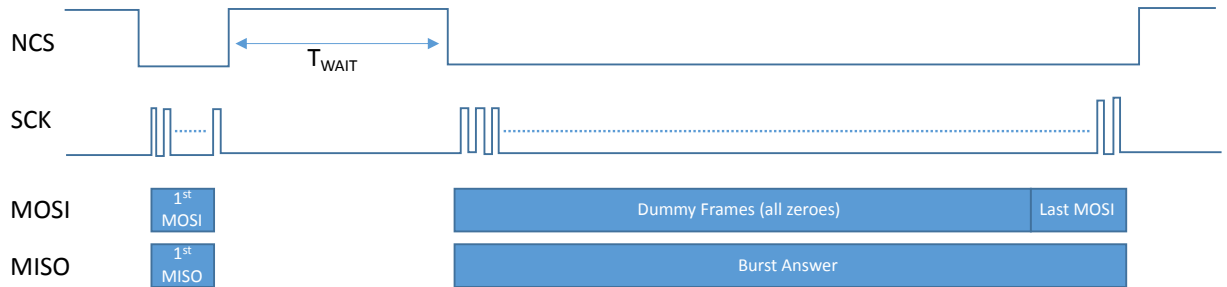 NCS
T_WAIT
SCK
MOSI
1st
MOSI
Dummy Frames (all zeroes)
Last MOSI
MISO
1st
MISO
Burst Answer